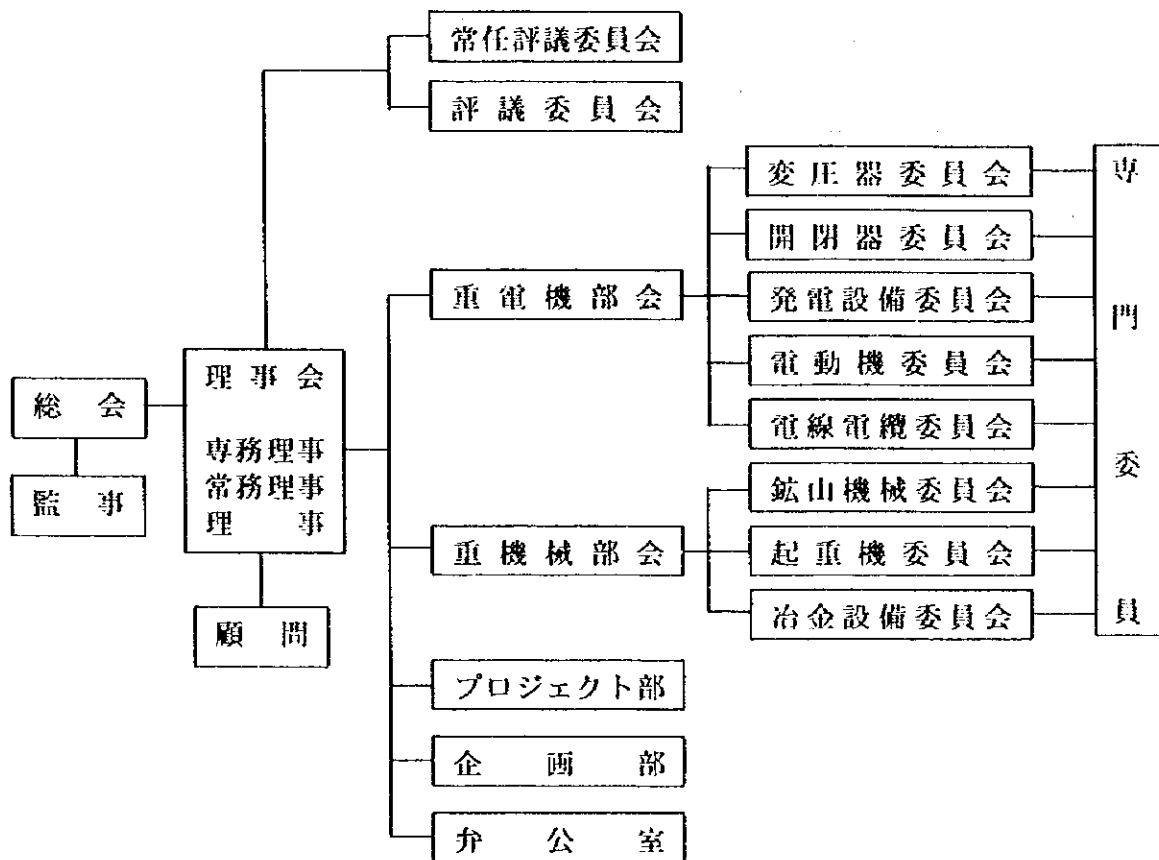 常任評議委員会
評議委員会
変圧器委員会
開閉器委員会
重電機部会
発電設備委員会
電動機委員会
電線電纜委員会
総会
監事
理事会
専務理事
常務理事
理事
顧問
重機械部会
鉱山機械委員会
起重機委員会
冶金設備委員会
専門委員
プロジェクト部
企画部
弁公室